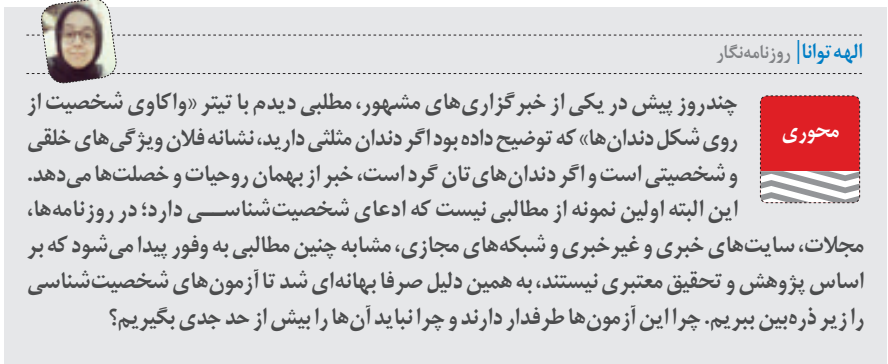 الهه توانا| روزنامه‌نگار
محوری
چندروز پیش در یکی از خبرگزاری‌های مشهور، مطلبی دیدم با تیتر «واکاوی شخصیت از
روی شکل دندان‌ها» که توضیح داده بود اگر دندان مثلثی دارید، نشانه فلان ویژگی‌های خلقی
و شخصیتی است و اگر دندان‌های تان گرد است، خبر از بهمان روحیات و خصلت‌ها می‌دهد.
این البته اولین نمونه از مطالبی نیست که ادعای شخصیت‌شناسـی دارد؛ در روزنامه‌ها،
مجلات، سایت‌های خبری و غیرخبری و شبکه‌های مجازی، مشابه چنین مطالبی به وفور پیدا می‌شود که بر
اساس پژوهش و تحقیق معتبری نیستند، به همین دلیل صرفا بهانه‌ای شد تا آزمون‌های شخصیت‌شناسی
را زیر ذره‌بین ببریم. چرا این آزمون‌ها طرفدار دارند و چرا نباید آن‌ها را بیش از حد جدی بگیریم؟